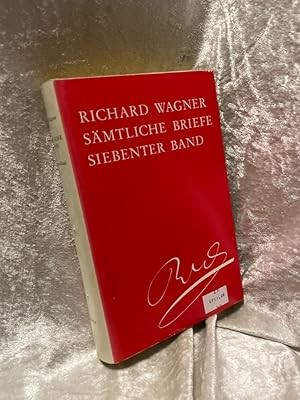 RICHARD WAGNER
SÄMTLICHE BRIEFE
SIEBENTER BAND